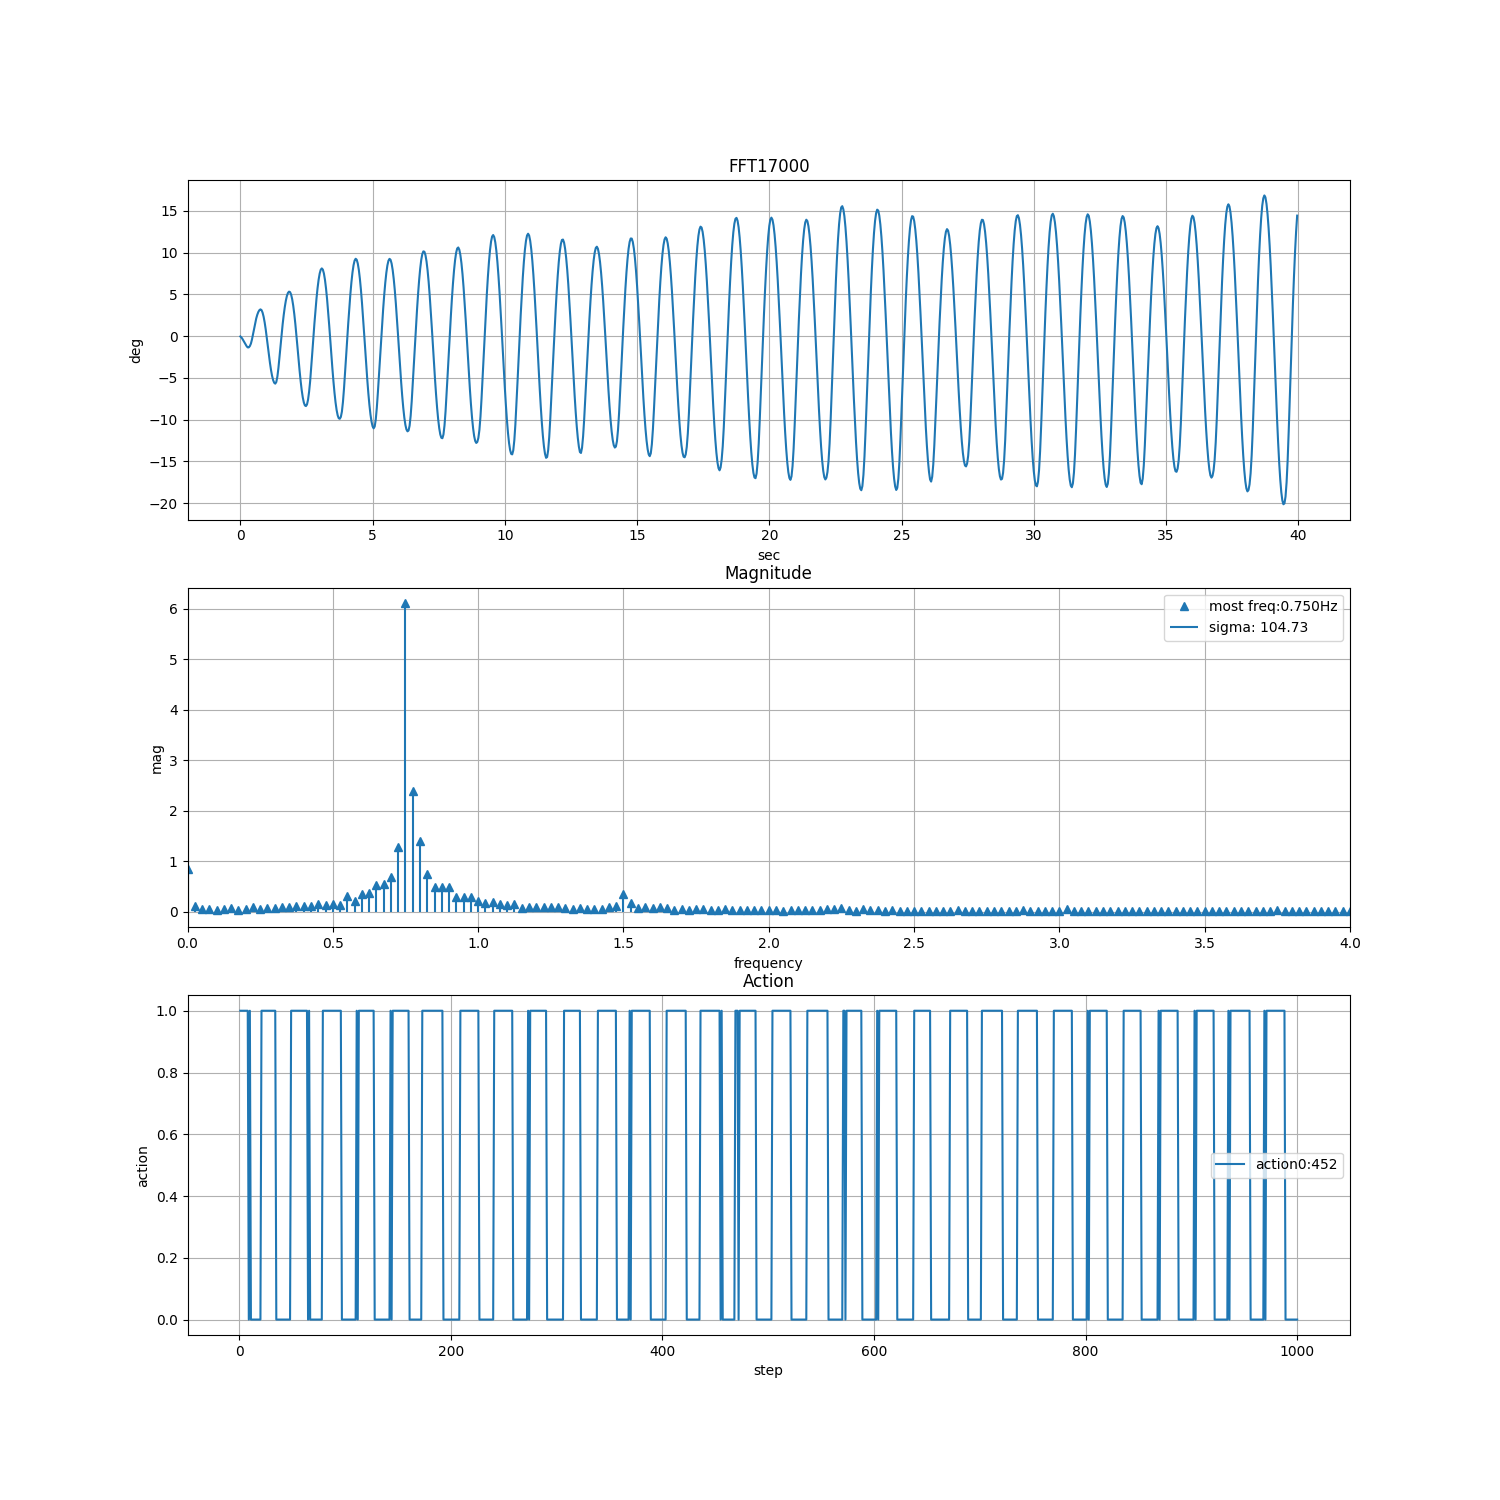 FFT17000
15
10
5
0
−5
−10
−15
−20
deg
0 5 10 15 20 25 30 35 40
sec
Magnitude
6
5
4
3
2
1
0
mag
most freq:0.750Hz
sigma: 104.73
0.0 0.5 1.0 1.5 2.0 2.5 3.0 3.5 4.0
frequency
Action
1.0
0.8
0.6
0.4
0.2
0.0
action
action0:452
0 200 400 600 800 1000
step